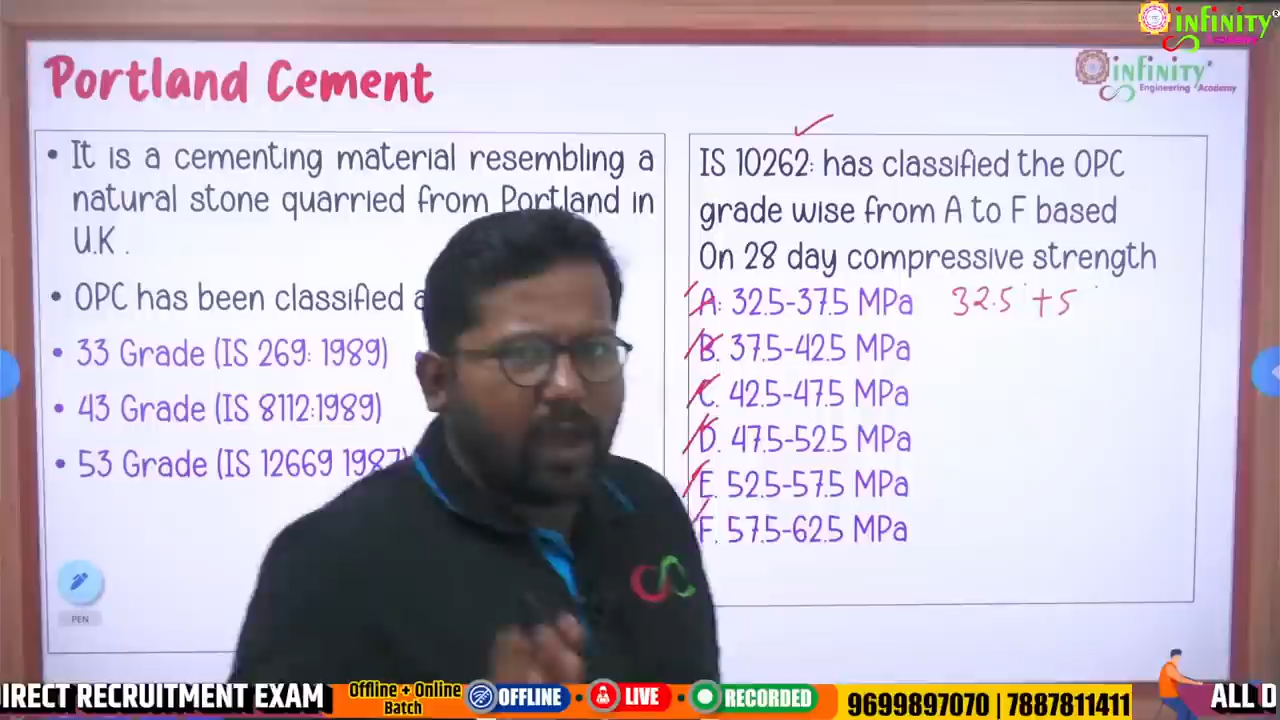 infinity
Portland Cement
infinity
Engineering Academy
• It is a cementing material resembling a
natural stone quarried from Portland in
U.K .
• OPC has been classified
• 33 Grade (IS 269: 1989)
• 43 Grade (IS 8112:1989)
• 53 Grade (IS 12669 1987)
IS 10262: has classified the OPC
grade wise from A to F based
On 28 day compressive strength
A: 32.5-37.5 MPa 32.5 + 5
B. 37.5-42.5 MPa
C. 42.5-47.5 MPa
D. 47.5-52.5 MPa
E. 52.5-57.5 MPa
F. 57.5-62.5 MPa
PEN
DIRECT RECRUITMENT EXAM
Offline + Online
Batch
OFFLINE • LIVE • RECORDED
9699897070 | 7887811411
ALL D